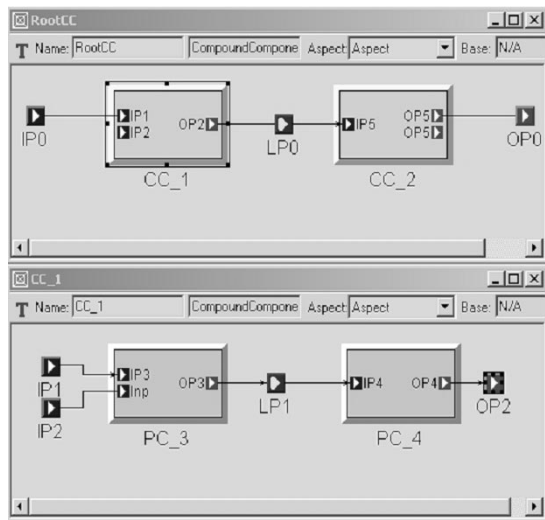 RootCC
Name: RootCC CompoundCompone Aspect: Aspect Base: N/A
IP0
IP1
IP2
OP2
LP0
IP5
OP5
OP5
OP0
CC_1
CC_2
CC_1
Name: CC_1 CompoundCompone Aspect: Aspect Base: N/A
IP1
IP2
IP3
Inp
OP3
LP1
IP4
OP4
OP2
PC_3
PC_4